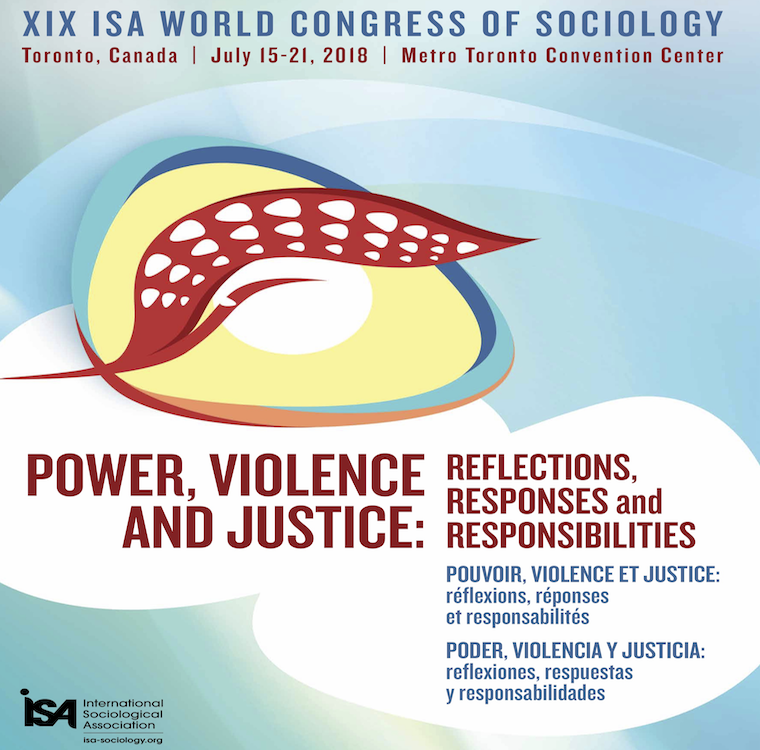 XIX ISA WORLD CONGRESS OF SOCIOLOGY
Toronto, Canada | July 15-21, 2018 | Metro Toronto Convention Center
POWER, VIOLENCE
AND JUSTICE:
REFLECTIONS,
RESPONSES and
RESPONSIBILITIES
POUVOIR, VIOLENCE ET JUSTICE:
réflexions, réponses
et responsabilités
PODER, VIOLENCIA Y JUSTICIA:
reflexiones, respuestas
y responsabilidades
isa
International
Sociological
Association
isa-sociology.org